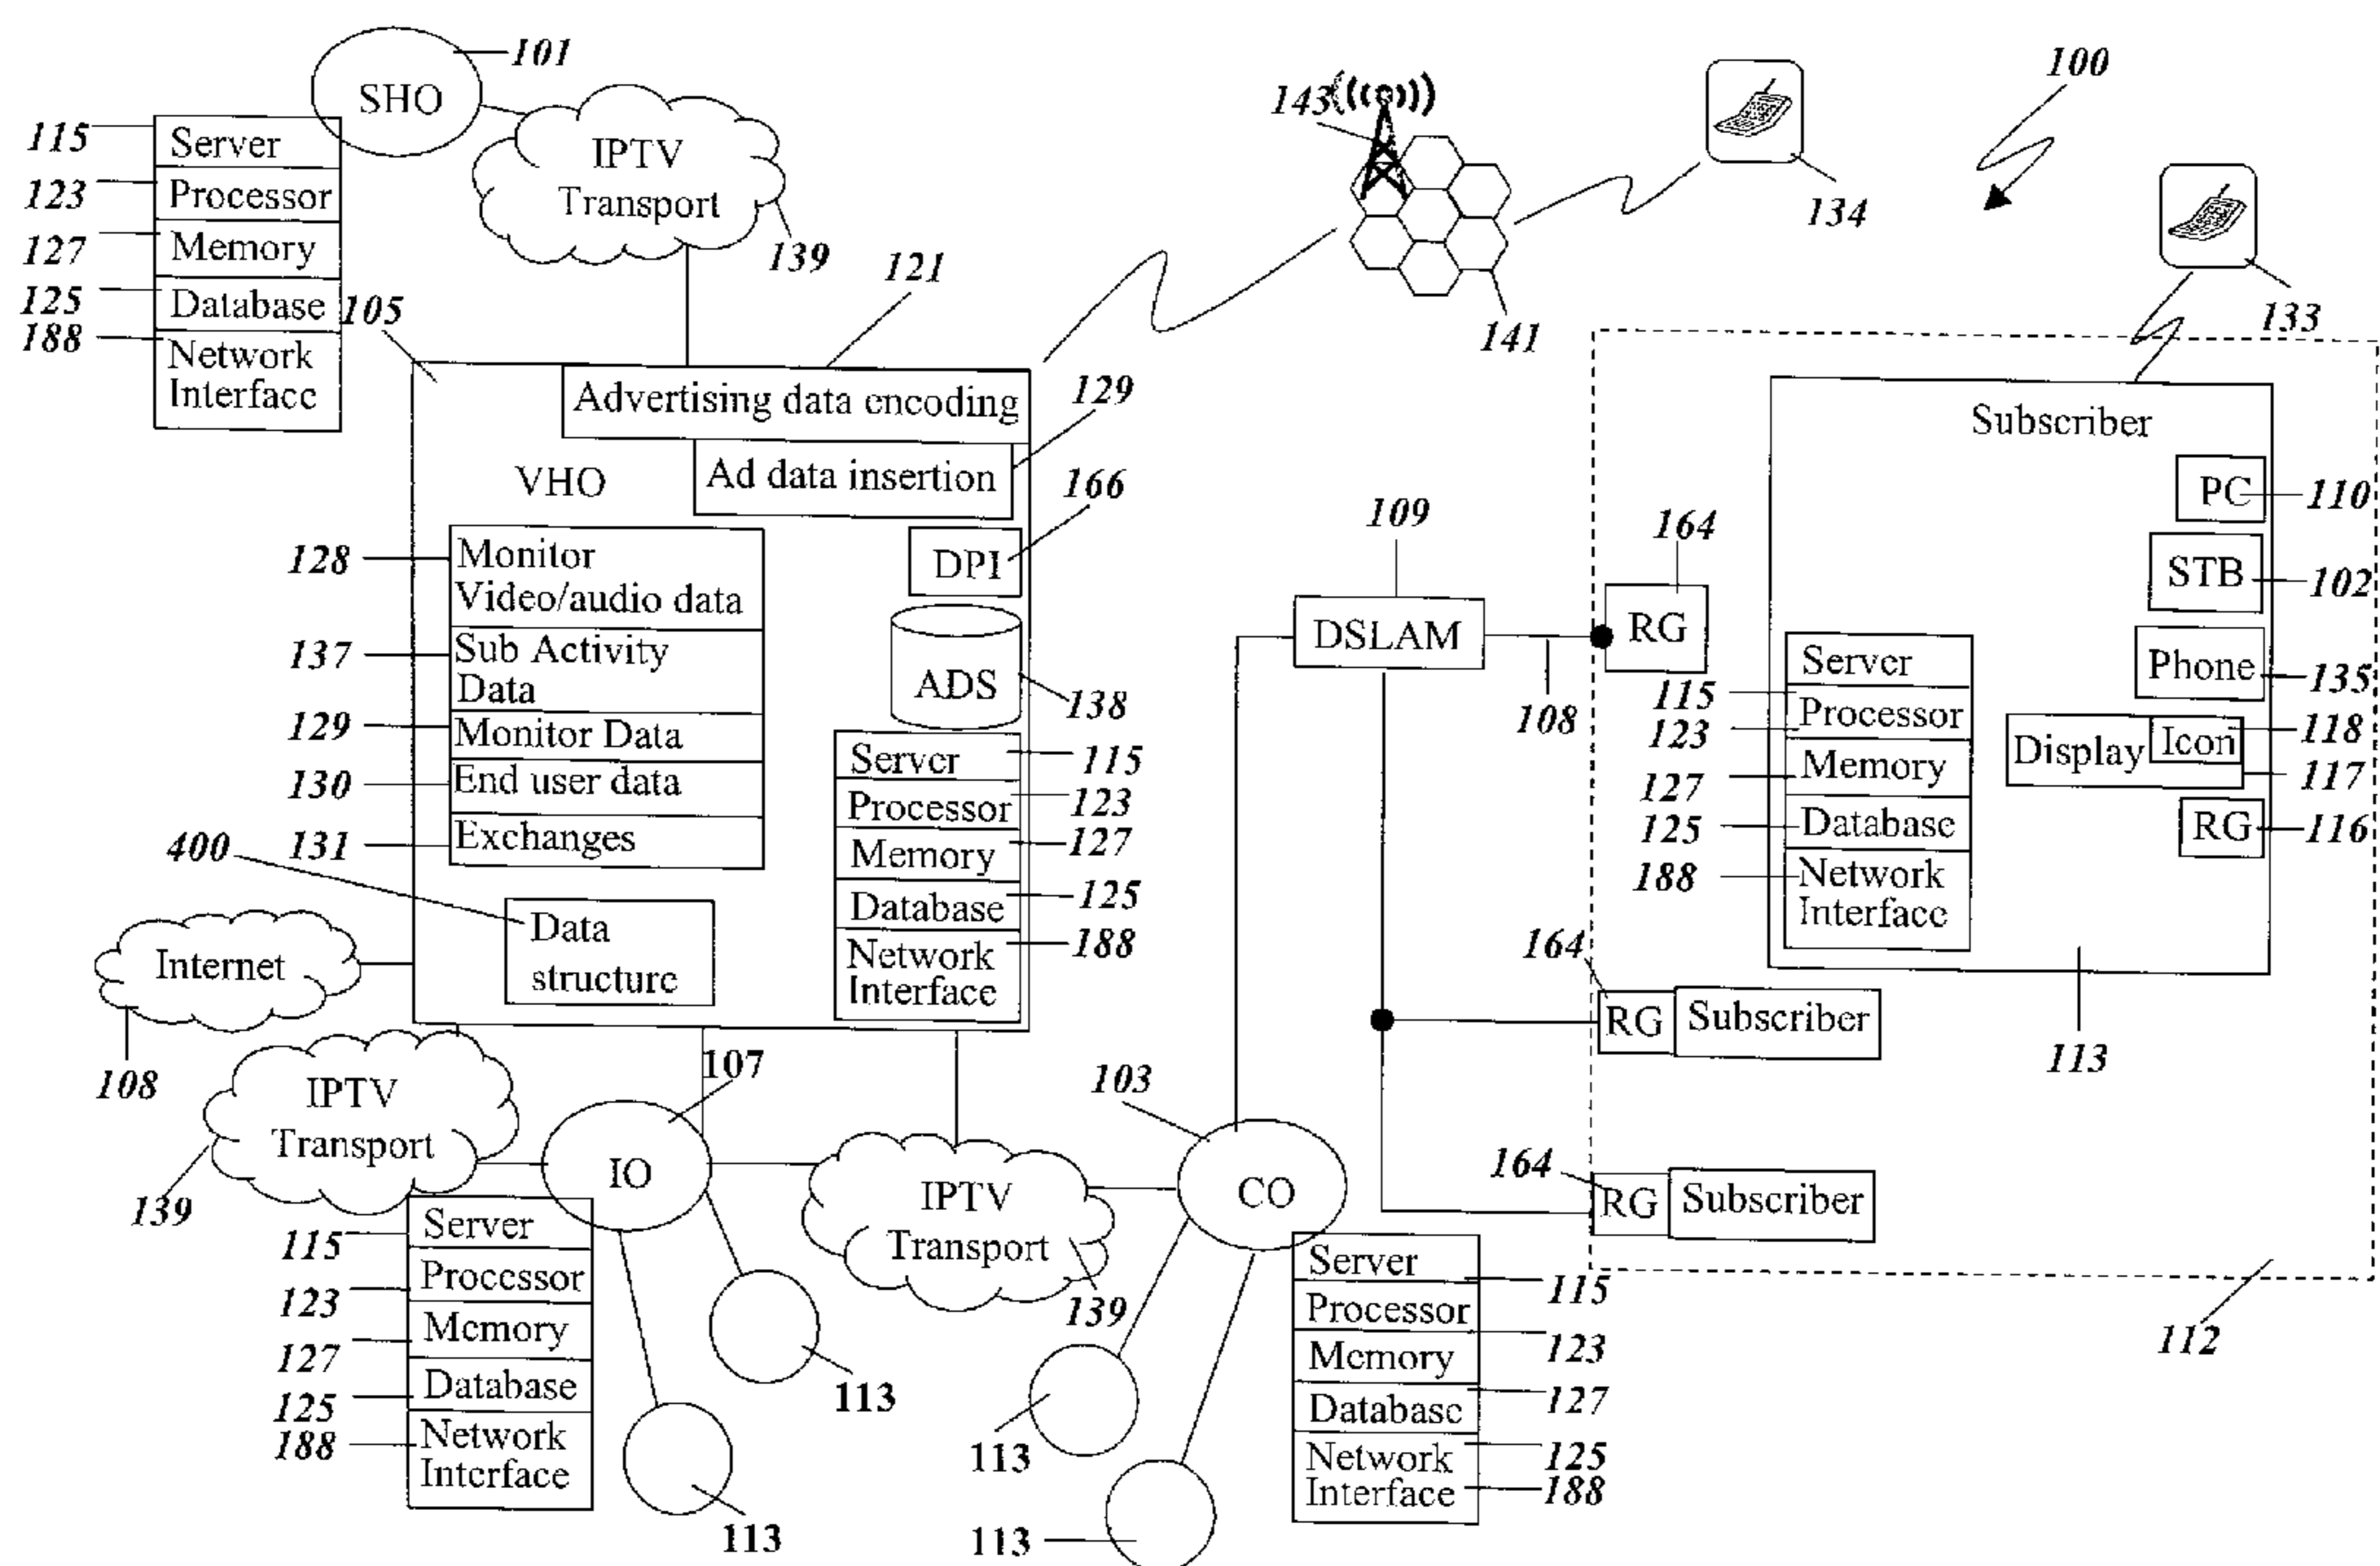 101
SHO
115
Server
123
Processor
127
Memory
125
Database
188
Network
Interface
IPTV
Transport
139
143
134
100
133
141
105
121
Advertising data encoding
129
Ad data insertion
VHO
166
DPI
128
Monitor
Video/audio data
137
Sub Activity
Data
129
Monitor Data
130
End user data
131
Exchanges
ADS
138
Server
115
Processor
123
Memory
127
Database
125
Network
Interface
188
400
Data
structure
Internet
108
109
DSLAM
108
164
RG
Subscriber
PC
110
STB
102
Phone
135
Display
Icon
118
117
RG
116
Server
115
Processor
123
Memory
127
Database
125
Network
Interface
188
113
164
RG
Subscriber
164
RG
Subscriber
112
IPTV
Transport
139
107
IO
Server
115
Processor
123
Memory
127
Database
125
Network
Interface
188
113
113
IPTV
Transport
139
103
CO
Server
115
Processor
123
Memory
127
Database
125
Network
Interface
188
113
113